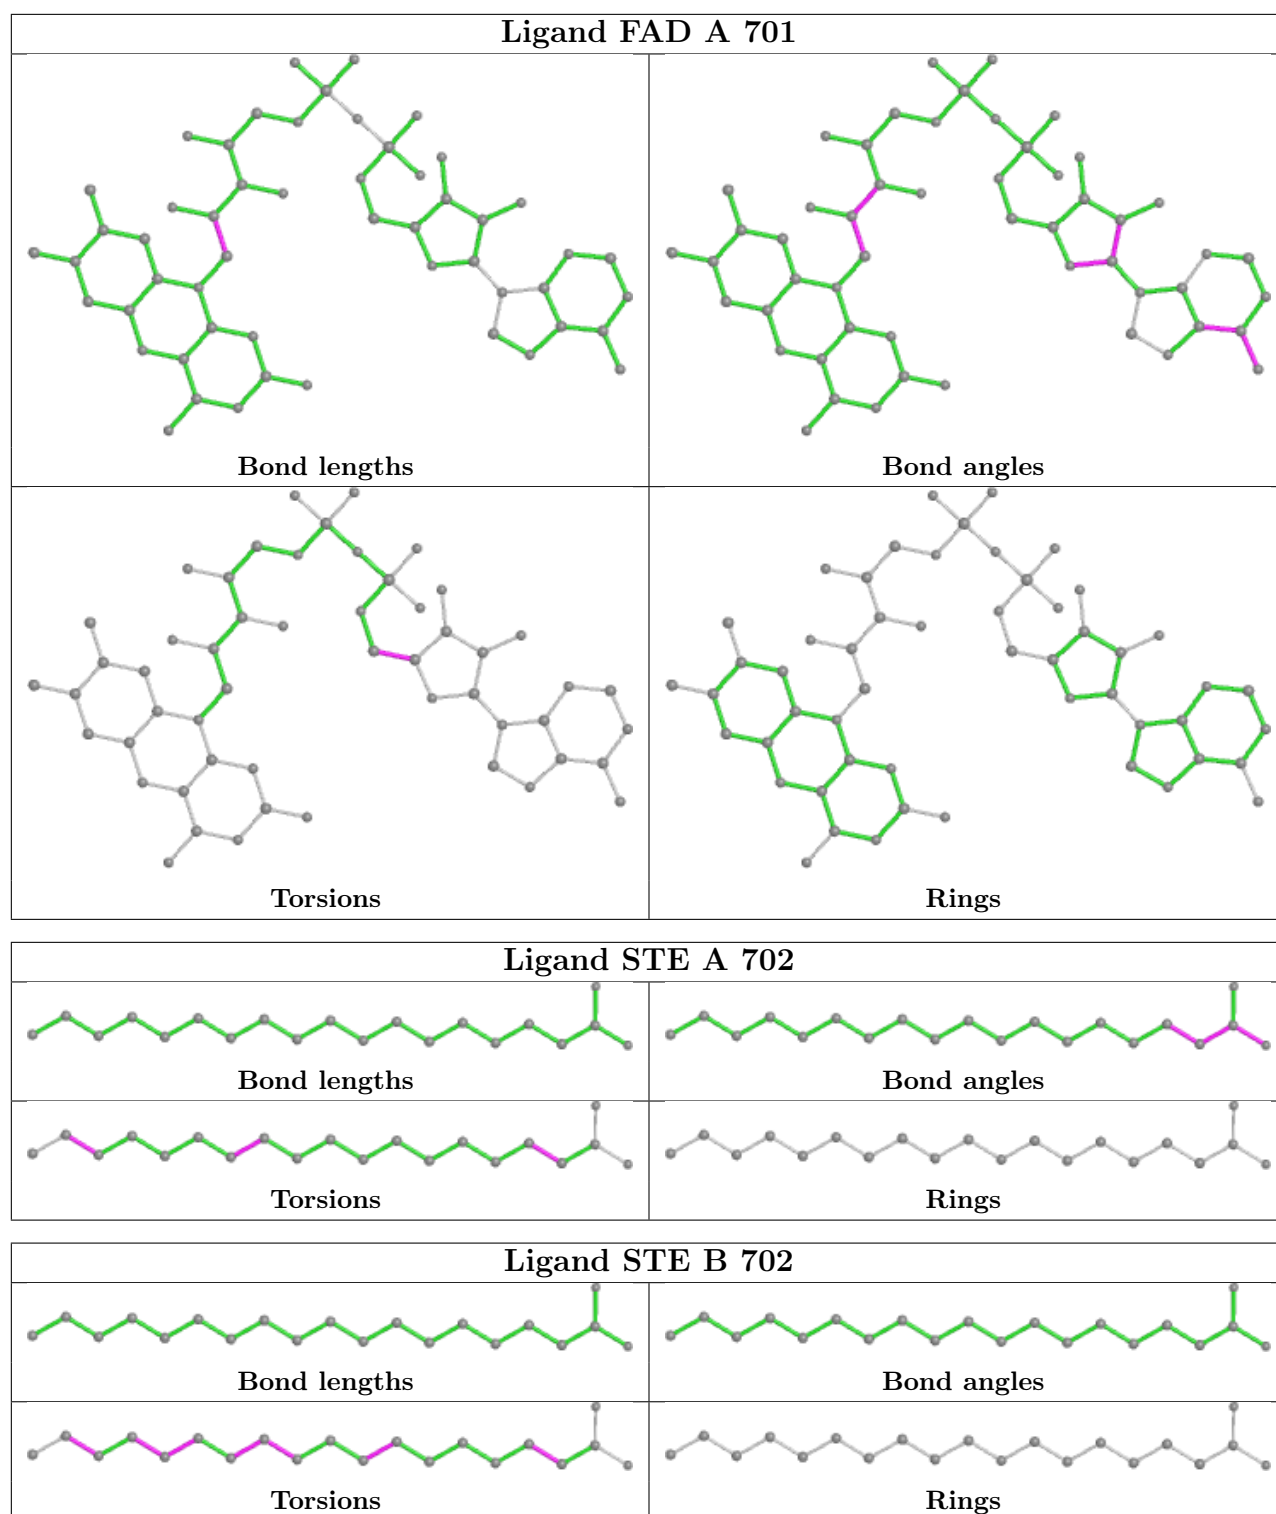 Ligand FAD A 701
Bond lengths
Bond angles
Torsions
Rings
Ligand STE A 702
Bond lengths
Bond angles
Torsions
Rings
Ligand STE B 702
Bond lengths
Bond angles
Torsions
Rings